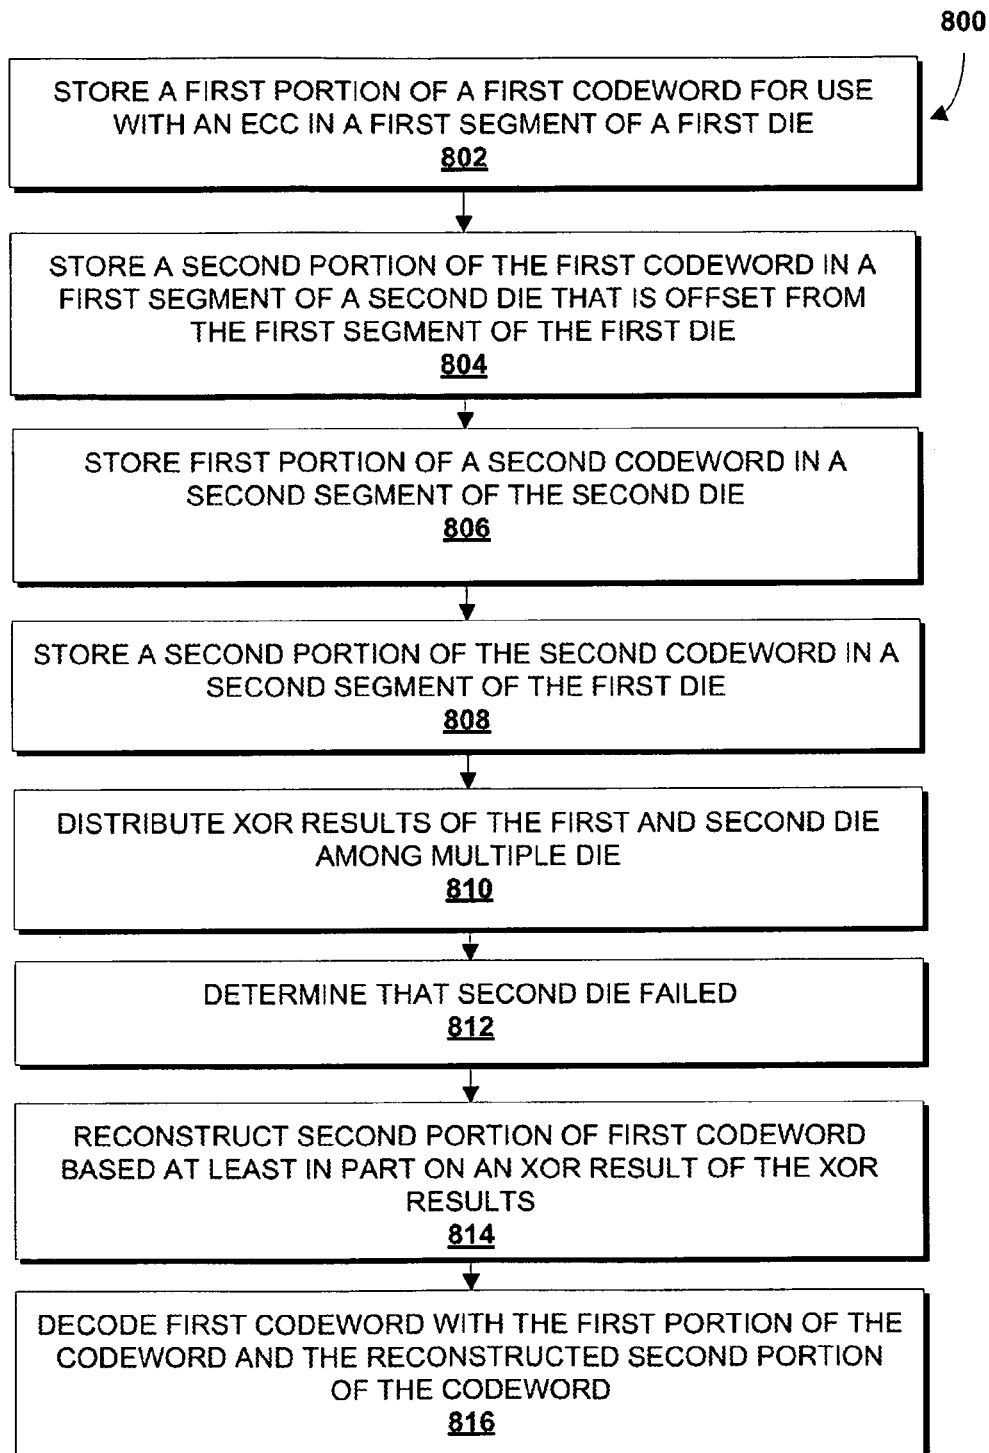 800
STORE A FIRST PORTION OF A FIRST CODEWORD FOR USE
WITH AN ECC IN A FIRST SEGMENT OF A FIRST DIE
802
STORE A SECOND PORTION OF THE FIRST CODEWORD IN A
FIRST SEGMENT OF A SECOND DIE THAT IS OFFSET FROM
THE FIRST SEGMENT OF THE FIRST DIE
804
STORE FIRST PORTION OF A SECOND CODEWORD IN A
SECOND SEGMENT OF THE SECOND DIE
806
STORE A SECOND PORTION OF THE SECOND CODEWORD IN A
SECOND SEGMENT OF THE FIRST DIE
808
DISTRIBUTE XOR RESULTS OF THE FIRST AND SECOND DIE
AMONG MULTIPLE DIE
810
DETERMINE THAT SECOND DIE FAILED
812
RECONSTRUCT SECOND PORTION OF FIRST CODEWORD
BASED AT LEAST IN PART ON AN XOR RESULT OF THE XOR
RESULTS
814
DECODE FIRST CODEWORD WITH THE FIRST PORTION OF THE
CODEWORD AND THE RECONSTRUCTED SECOND PORTION
OF THE CODEWORD
816